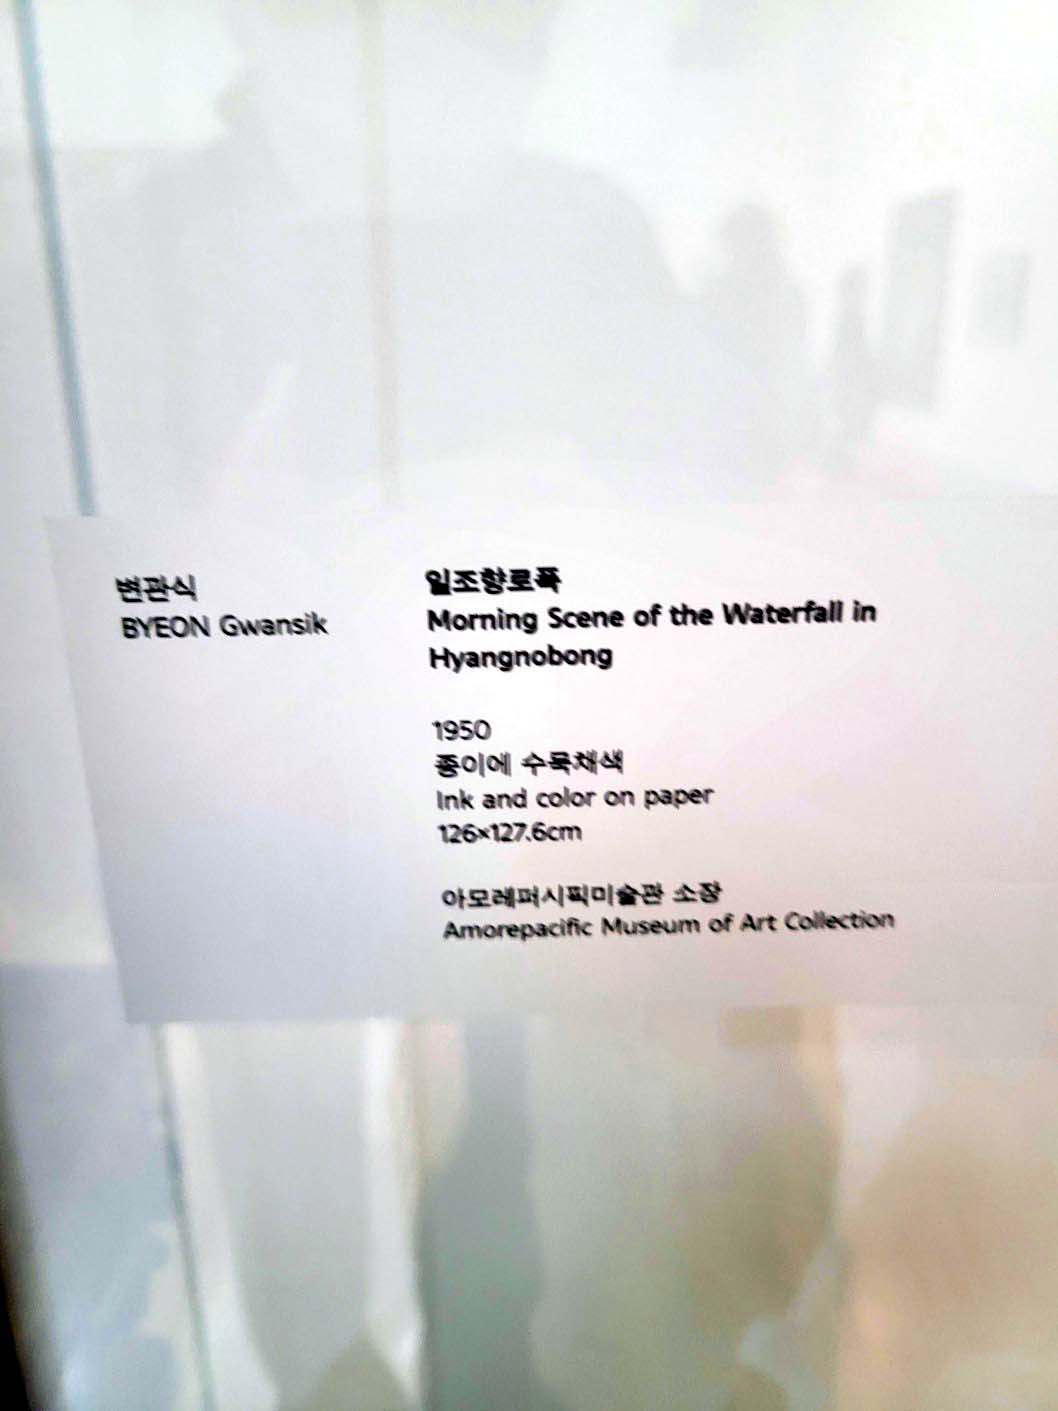 변관식
BYEON Gwansik
일조향로폭
Morning Scene of the Waterfall in
Hyangnobong
1950
종이에 수묵채색
Ink and color on paper
126×127.6cm
아모레퍼시픽미술관 소장
Amorepacific Museum of Art Collection